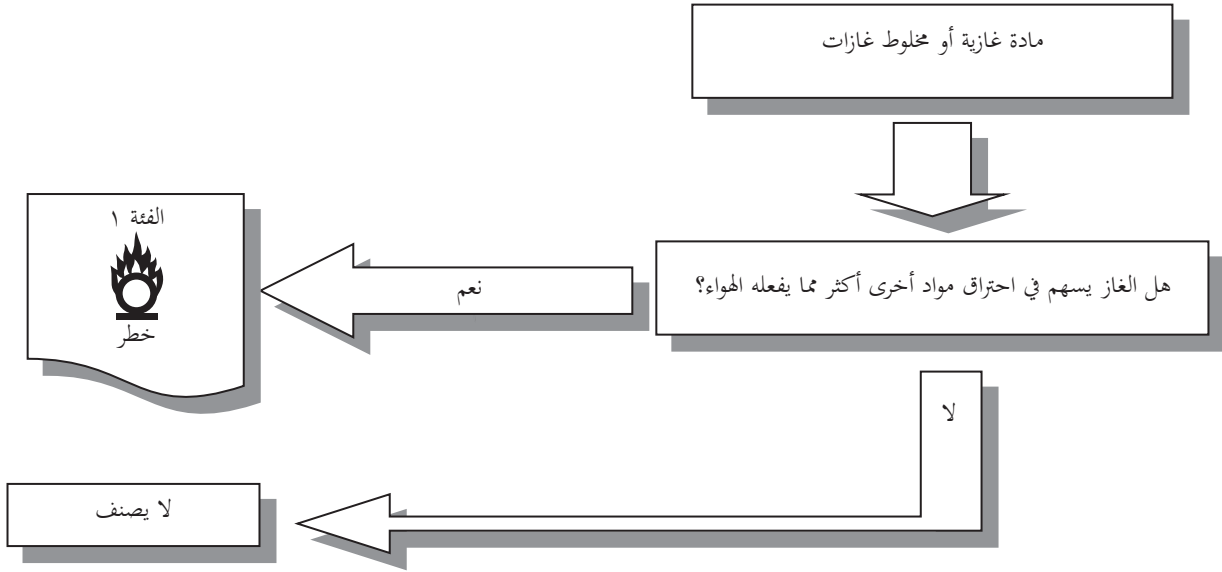 مادة غازية أو مخلوط غازات
هل الغاز يسهم في احتراق مواد أخرى أكثر مما يفعله الهواء؟
نعم
الفئة ١
خطر
لا
لا يصنف